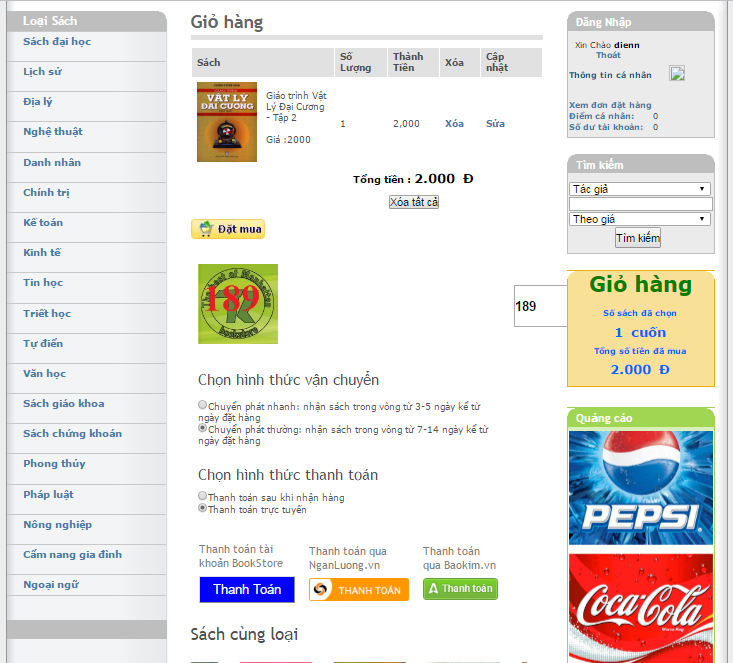 Loại Sách
Sách đại học
Lịch sử
Địa lý
Nghệ thuật
Danh nhân
Chính trị
Kế toán
Kinh tế
Tin học
Triết học
Từ điển
Văn học
Sách giáo khoa
Sách chứng khoán
Phong thủy
Pháp luật
Nông nghiệp
Cẩm nang gia đình
Ngoại ngữ
Giỏ hàng
Sách Số Lượng Thành Tiền Xóa Cập nhật
VẬT LÝ
ĐẠI CƯƠNG
Giáo trình Vật
Lý Đại Cương
- Tập 2
Giá :2000
1 2,000 Xóa Sửa
Tổng tiền : 2.000 Đ
Xóa tất cả
Đặt mua
The best of Manhattan
189
Bookstore
189
Chọn hình thức vận chuyển
Chuyển phát nhanh: nhận sách trong vòng từ 3-5 ngày kể từ
ngày đặt hàng
Chuyển phát thường: nhận sách trong vòng từ 7-14 ngày kể từ
ngày đặt hàng
Chọn hình thức thanh toán
Thanh toán sau khi nhận hàng
Thanh toán trực tuyến
Thanh toán tài
khoản BookStore
Thanh Toán
Thanh toán qua
NganLuong.vn
THANH TOÁN
Thanh toán
qua Baokim.vn
Thanh toán
Sách cùng loại
Đăng Nhập
Xin Chào dienn
Thoát
Thông tin cá nhân
Xem đơn đặt hàng
Điểm cá nhân: 0
Số dư tài khoản: 0
Tìm kiếm
Tác giả
Theo giá
Tìm kiếm
Giỏ hàng
Số sách đã chọn
1 cuốn
Tổng số tiền đã mua
2.000 Đ
Quảng cáo
PEPSI
Coca-Cola